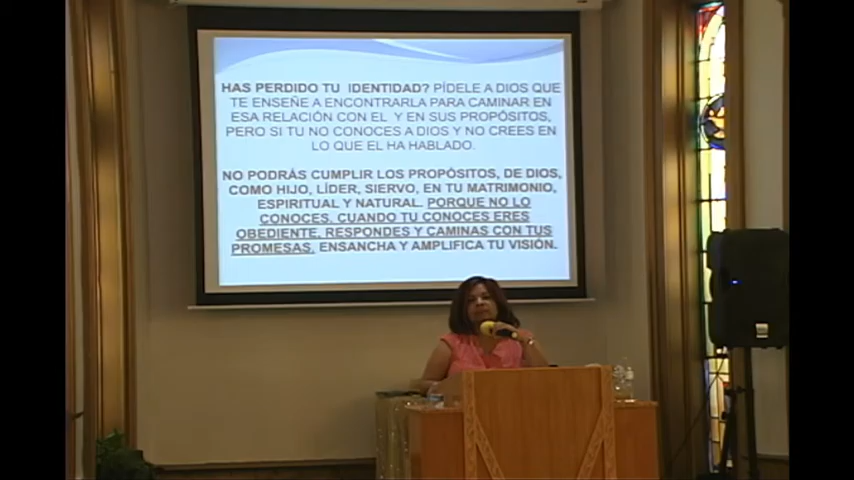 HAS PERDIDO TU IDENTIDAD? PÍDELE A DIOS QUE
TE ENSEÑE A ENCONTRARLA PARA CAMINAR EN
ESA RELACIÓN CON EL Y EN SUS PROPÓSITOS,
PERO SI TU NO CONOCES A DIOS Y NO CREES EN
LO QUE EL HA HABLADO.
NO PODRÁS CUMPLIR LOS PROPÓSITOS, DE DIOS,
COMO HIJO, LÍDER, SIERVO, EN TU MATRIMONIO,
ESPIRITUAL Y NATURAL. PORQUE NO LO
CONOCES. CUANDO TU CONOCES ERES
OBEDIENTE, RESPONDES Y CAMINAS CON TUS
PROMESAS, ENSANCHA Y AMPLIFICA TU VISIÓN.